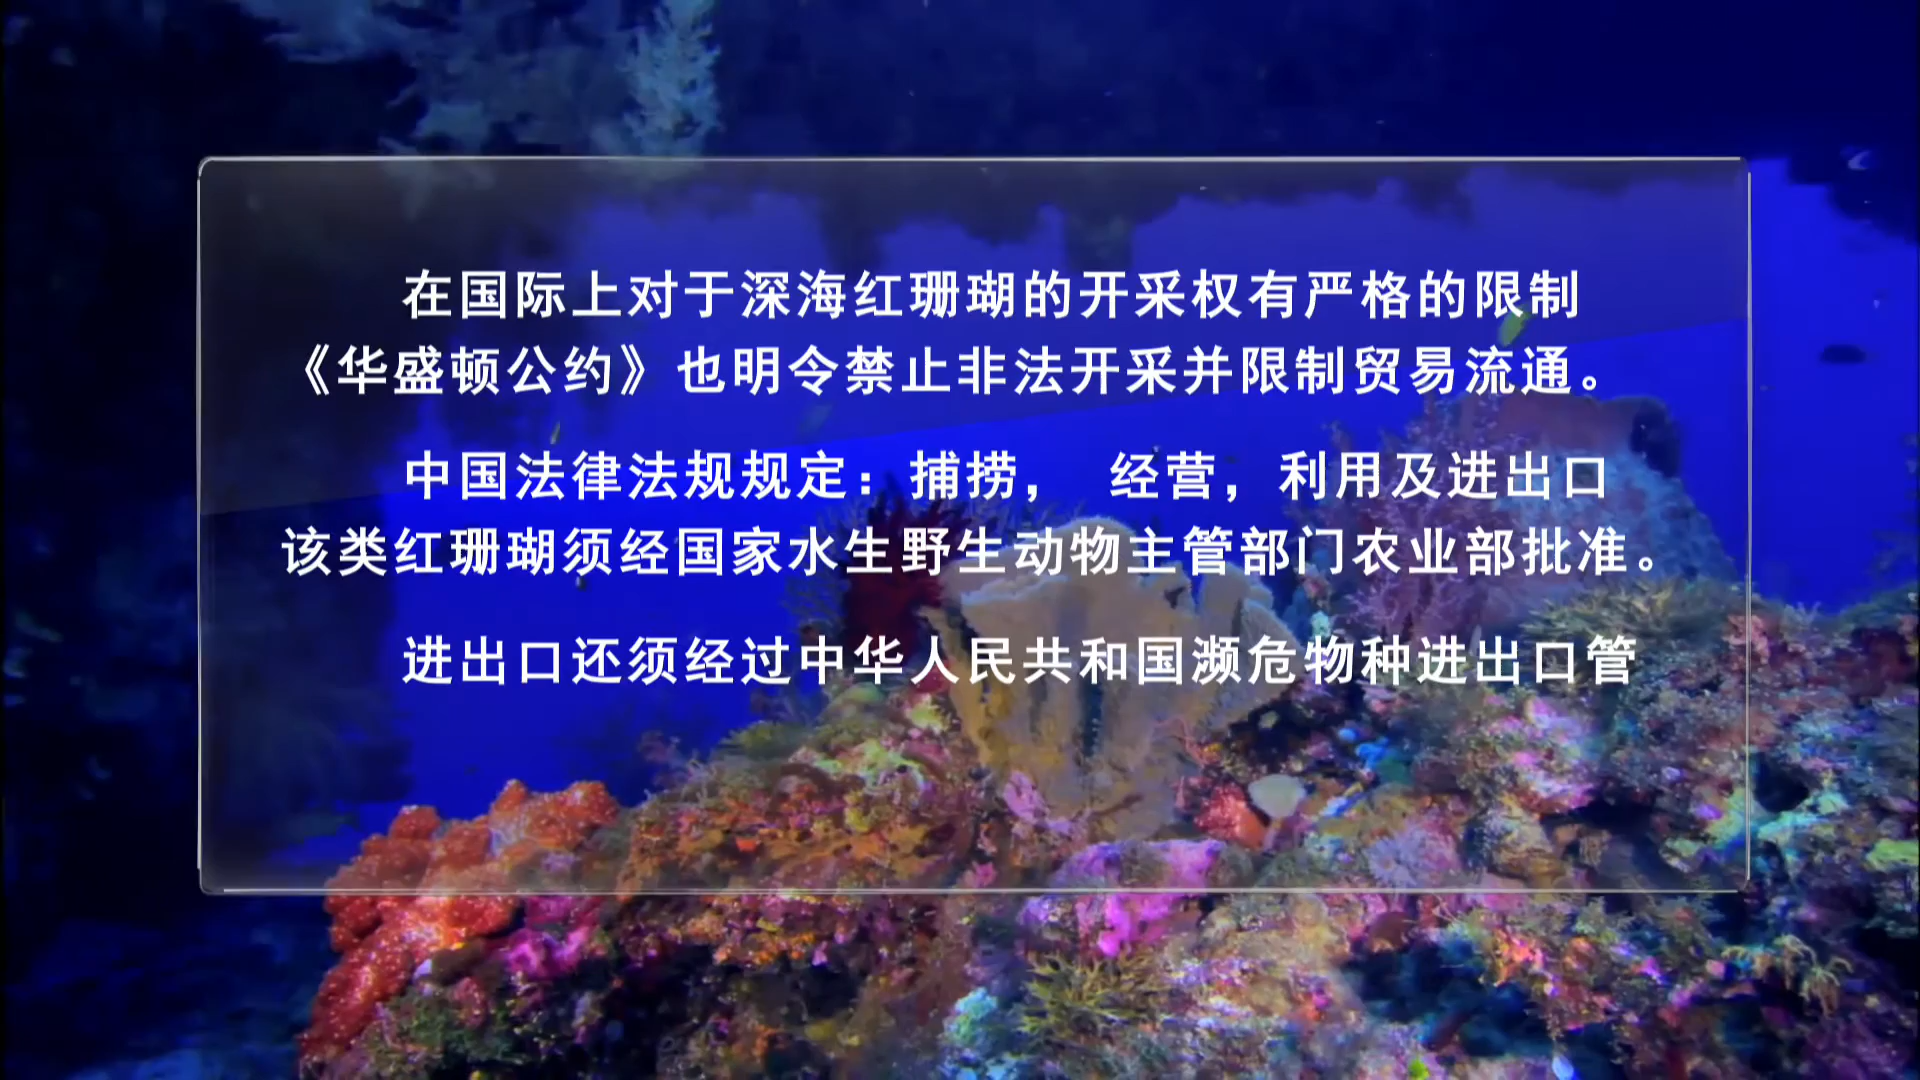 在国际上对于深海红珊瑚的开采权有严格的限制
《华盛顿公约》也明令禁止非法开采并限制贸易流通。
中国法律法规规定：捕捞， 经营，利用及进出口
该类红珊瑚须经国家水生野生动物主管部门农业部批准。
进出口还须经过中华人民共和国濒危物种进出口管